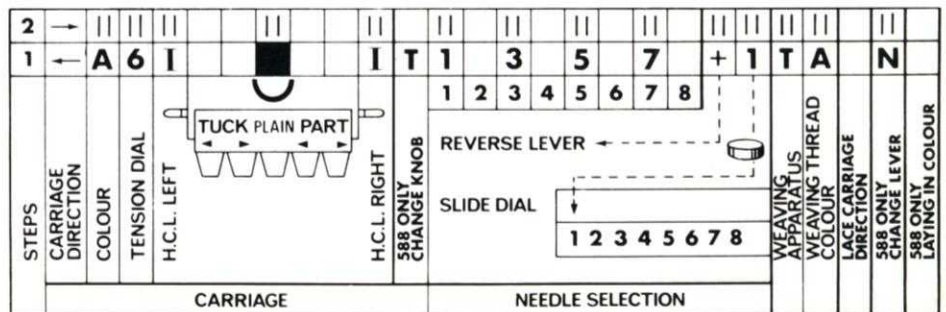 2 → || || || || || || || || || || || || || ||
1 ← A 6 I I T 1 3 5 7 + 1 T A N
1 2 3 4 5 6 7 8
TUCK PLAIN PART
REVERSE LEVER
SLIDE DIAL
1 2 3 4 5 6 7 8
STEPS
CARRIAGE DIRECTION
COLOUR
TENSION DIAL
H.C.L. LEFT
H.C.L. RIGHT
588 ONLY CHANGE KNOB
WEAVING APPARATUS
WEAVING THREAD COLOUR
LACE CARRIAGE DIRECTION
588 ONLY CHANGE LEVER
588 ONLY LAYING IN COLOUR
CARRIAGE
NEEDLE SELECTION